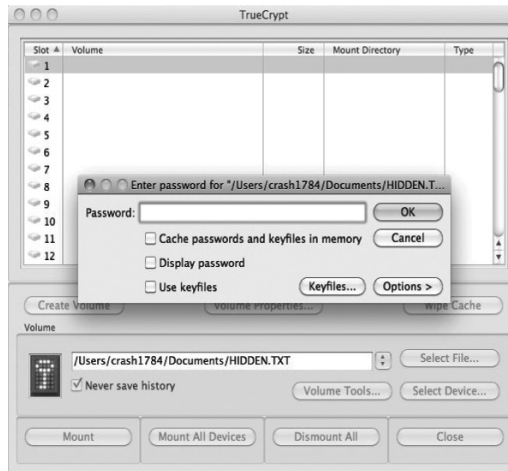 TrueCrypt
Slot Volume Size Mount Directory Type
1
2
3
4
5
6
7
8
9
10
11
12
Enter password for "/Users/crash1784/Documents/HIDDEN.T...
Password: OK
Cache passwords and keyfiles in memory Cancel
Display password
Use keyfiles Keyfiles... Options >
Create Volume Volume Properties... Wipe Cache
Volume
/Users/crash1784/Documents/HIDDEN.TXT Select File...
Never save history Volume Tools... Select Device...
Mount Mount All Devices Dismount All Close